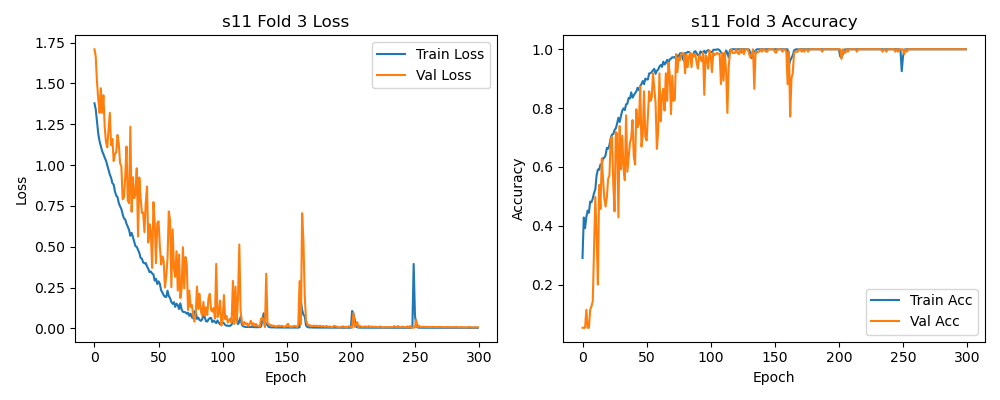 s11 Fold 3 Loss
Loss
1.75
1.50
1.25
1.00
0.75
0.50
0.25
0.00
0
50
100
150
200
250
300
Epoch
Train Loss
Val Loss
s11 Fold 3 Accuracy
Accuracy
1.0
0.8
0.6
0.4
0.2
0
50
100
150
200
250
300
Epoch
Train Acc
Val Acc